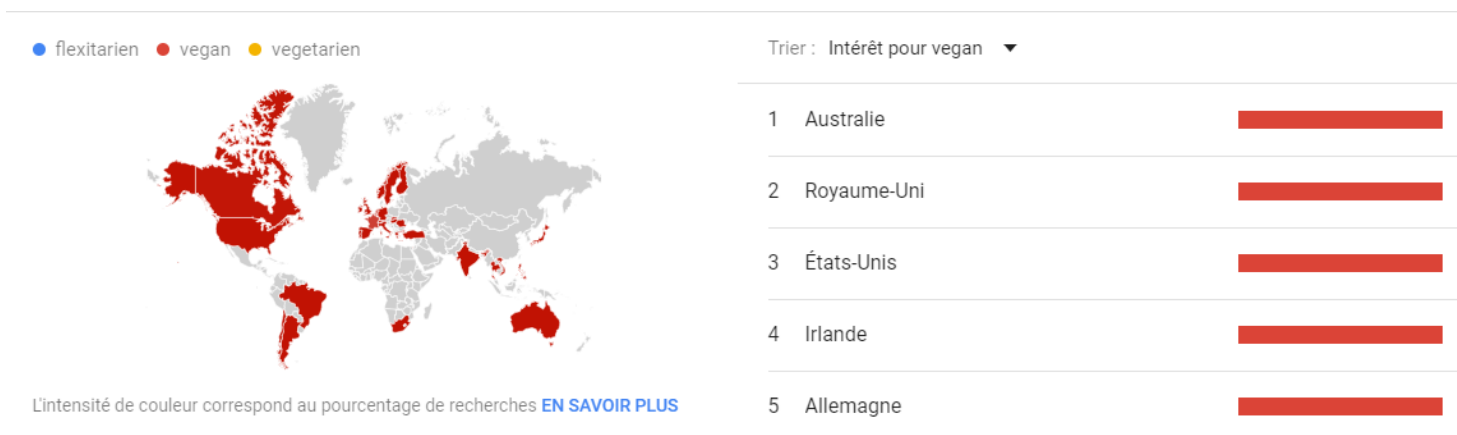 flexitarien vegan vegetarien
L'intensité de couleur correspond au pourcentage de recherches EN SAVOIR PLUS
Trier : Intérêt pour vegan
1 Australie
2 Royaume-Uni
3 États-Unis
4 Irlande
5 Allemagne